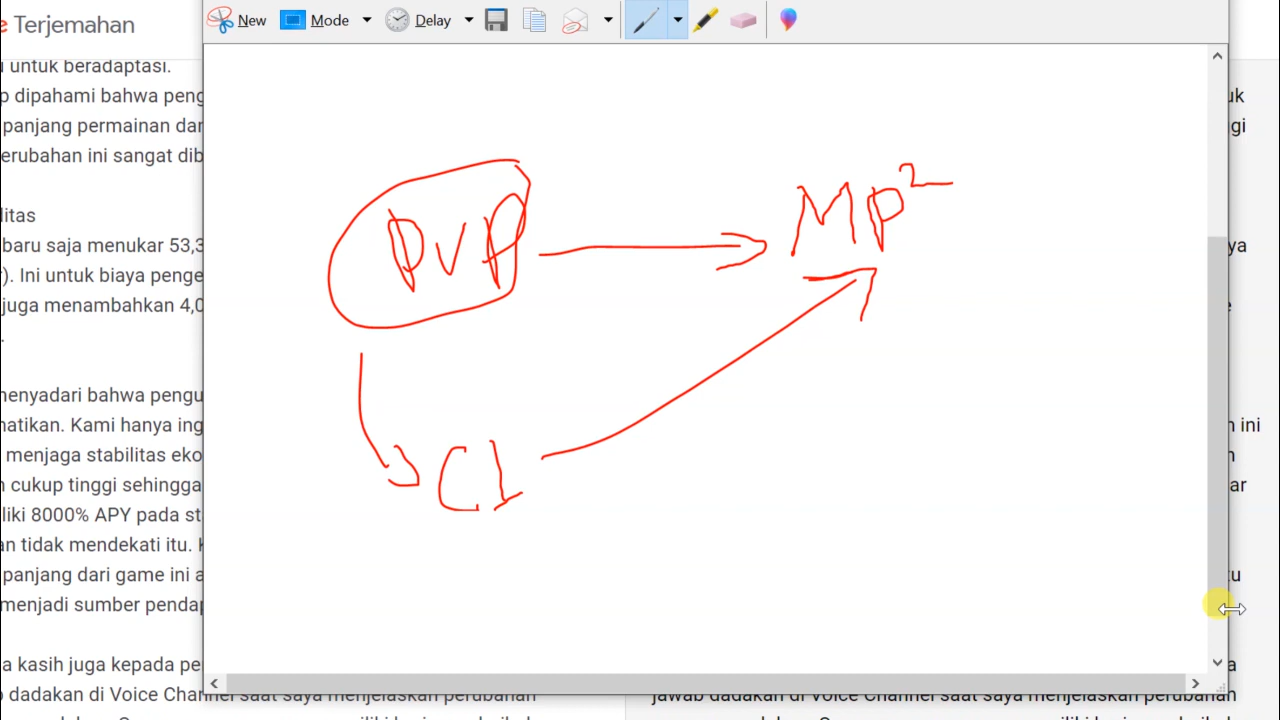 Terjemahan
New Mode Delay
u untuk beradaptasi.
p dipahami bahwa peng
uk
panjang permainan dar
gi
erubahan ini sangat dib
PVP
MP²
litas
baru saja menukar 53,3
ya
). Ini untuk biaya penge
juga menambahkan 4,0
e
menyadari bahwa pengu
natikan. Kami hanya ing
n ini
menjaga stabilitas eko
n
n cukup tinggi sehingga
ar
liki 8000% APY pada st
an tidak mendekati itu. K
panjang dari game ini a
tu
menjadi sumber pendap
CI
a kasih juga kepada pe
a
o dadakan di Voice Channel saat saya menjelaskan perubahan
jawab dadakan di Voice Channel saat saya menjelaskan perubahan